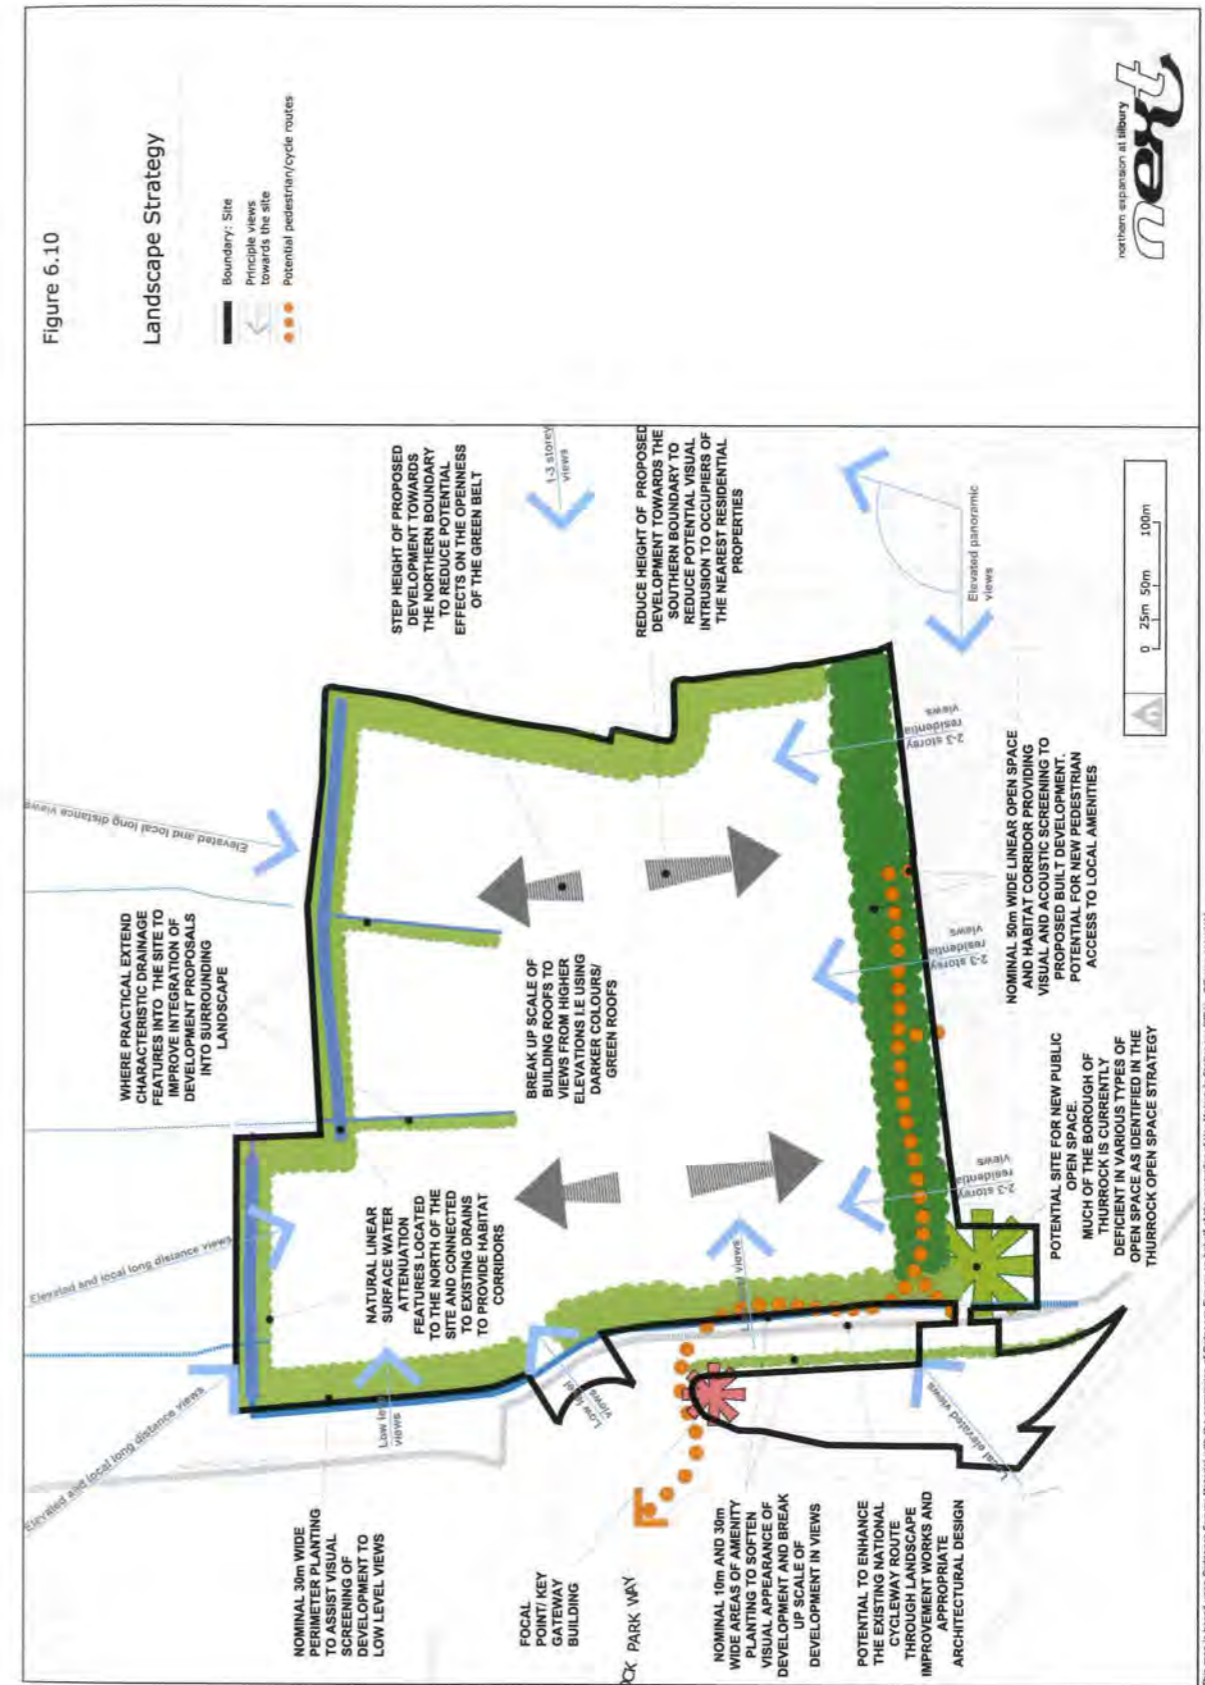 Figure 6.10
Landscape Strategy
Boundary: Site
Principle views
towards the site
Potential pedestrian/cycle routes
northern expansion at tilbury
next
NOMINAL 30m WIDE
PERIMETER PLANTING
TO ASSIST VISUAL
SCREENING OF
DEVELOPMENT TO
LOW LEVEL VIEWS
WHERE PRACTICAL EXTEND
CHARACTERISTIC DRAINAGE
FEATURES INTO THE SITE TO
IMPROVE INTEGRATION OF
DEVELOPMENT PROPOSALS
INTO SURROUNDING
LANDSCAPE
STEP HEIGHT OF PROPOSED
DEVELOPMENT TOWARDS
THE NORTHERN BOUNDARY
TO REDUCE POTENTIAL
EFFECTS ON THE OPENNESS
OF THE GREEN BELT
Elevated and local long distance views
Elevated and local long distance views
Elevated and local long distance views
NATURAL LINEAR
SURFACE WATER
ATTENUATION
FEATURES LOCATED
TO THE NORTH OF THE
SITE AND CONNECTED
TO EXISTING DRAINS
TO PROVIDE HABITAT
CORRIDORS
Low level
views
Low level
views
1-3 storey
views
FOCAL
POINT/ KEY
GATEWAY
BUILDING
BREAK UP SCALE OF
BUILDING ROOFS TO
VIEWS FROM HIGHER
ELEVATIONS I.E USING
DARKER COLOURS/
GREEN ROOFS
REDUCE HEIGHT OF PROPOSED
DEVELOPMENT TOWARDS THE
SOUTHERN BOUNDARY TO
REDUCE POTENTIAL VISUAL
INTRUSION TO OCCUPIERS OF
THE NEAREST RESIDENTIAL
PROPERTIES
OCK PARK WAY
NOMINAL 10m AND 30m
WIDE AREAS OF AMENITY
PLANTING TO SOFTEN
VISUAL APPEARANCE OF
DEVELOPMENT AND BREAK
UP SCALE OF
DEVELOPMENT IN VIEWS
views
2-3 storey
residential
views
2-3 storey
residential
views
2-3 storey
residential
views
POTENTIAL TO ENHANCE
THE EXISTING NATIONAL
CYCLEWAY ROUTE
THROUGH LANDSCAPE
IMPROVEMENT WORKS AND
APPROPRIATE
ARCHITECTURAL DESIGN
Local elevated views
Elevated panoramic
views
POTENTIAL SITE FOR NEW PUBLIC
OPEN SPACE.
MUCH OF THE BOROUGH OF
THURROCK IS CURRENTLY
DEFICIENT IN VARIOUS TYPES OF
OPEN SPACE AS IDENTIFIED IN THE
THURROCK OPEN SPACE STRATEGY
NOMINAL 50m WIDE LINEAR OPEN SPACE
AND HABITAT CORRIDOR PROVIDING
VISUAL AND ACOUSTIC SCREENING TO
PROPOSED BUILT DEVELOPMENT.
POTENTIAL FOR NEW PEDESTRIAN
ACCESS TO LOCAL AMENITIES
0 25m 50m 100m